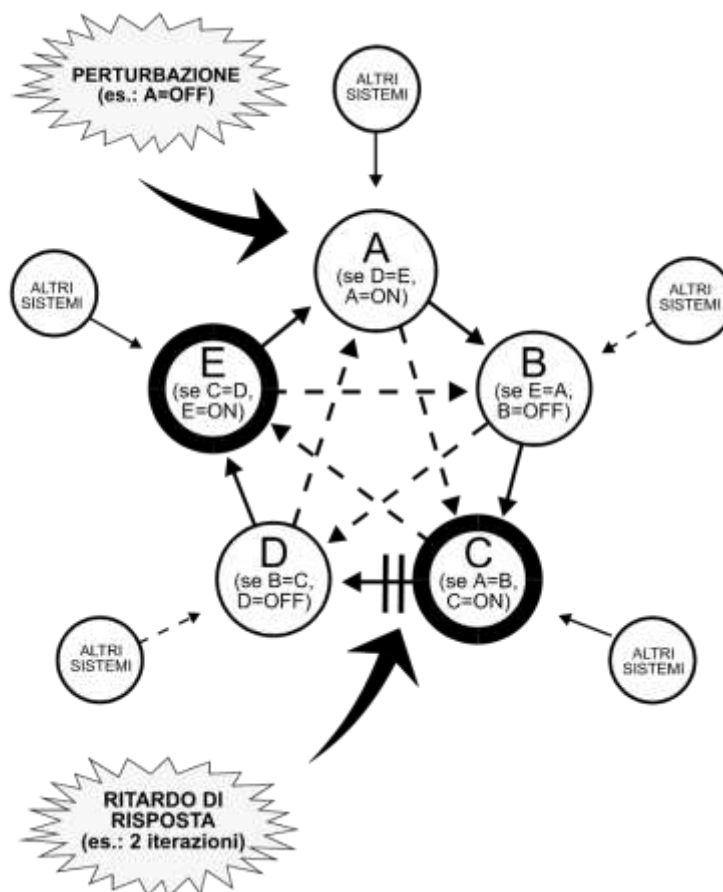 PERTURBAZIONE
(es.: A=OFF)
ALTRI
SISTEMI
A
(se D=E,
A=ON)
ALTRI
SISTEMI
ALTRI
SISTEMI
E
(se C=D,
E=ON)
B
(se E=A;
B=OFF)
D
(se B=C,
D=OFF)
C
(se A=B,
C=ON)
ALTRI
SISTEMI
ALTRI
SISTEMI
RITARDO DI
RISPOSTA
(es.: 2 iterazioni)